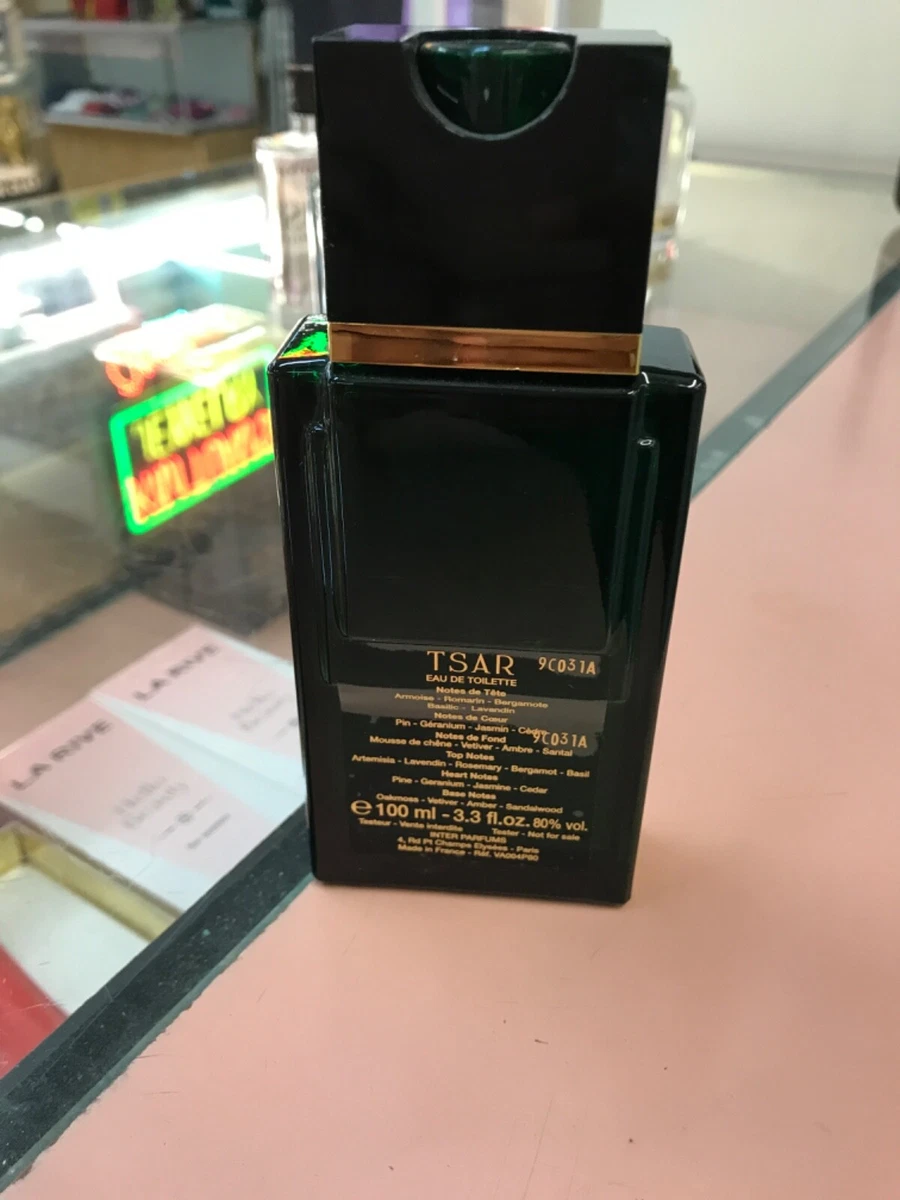 TSAR 9C031A
EAU DE TOILETTE
Notes de Tête
Armoise - Romarin - Bergamote
Basilic - Lavandin
Notes de Cœur
Pin - Géranium - Jasmin - Cèdre
Notes de Fond 9C031A
Mousse de chêne - Vetiver - Ambre - Santal
Top Notes
Artemisia - Lavendin - Rosemary - Bergamot - Basil
Heart Notes
Pine - Geranium - Jasmine - Cedar
Base Notes
Oakmoss - Vetiver - Amber - Sandalwood
℮ 100 ml - 3.3 fl.oz. 80% vol.
Testeur - Vente interdite Tester - Not for sale
INTER PARFUMS
4, Rd Pt Champs Elysées - Paris
Made in France - Réf. VA004P80
LA RIVE
LA RIVE